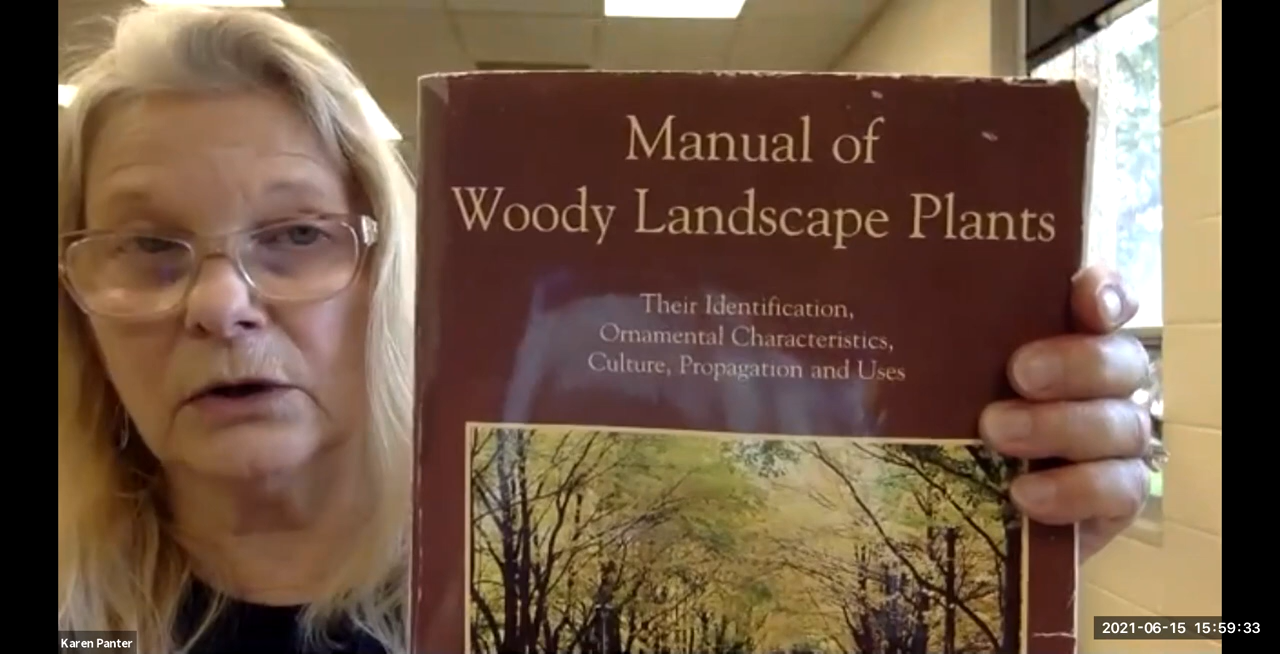 Manual of
Woody Landscape Plants
Their Identification,
Ornamental Characteristics,
Culture, Propagation and Uses
Karen Panter
2021-06-15 15:59:33